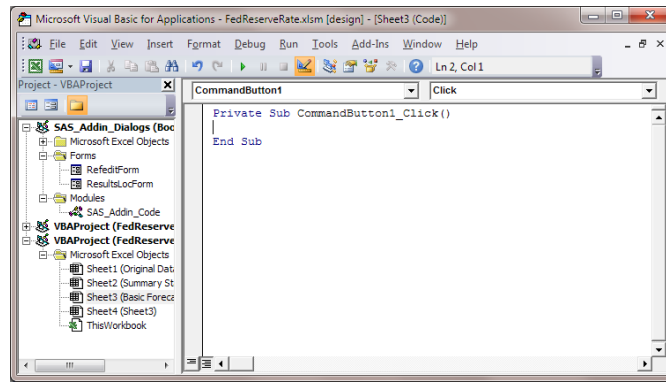 Microsoft Visual Basic for Applications - FedReserveRate.xlsm [design] - [Sheet3 (Code)]
File Edit View Insert Format Debug Run Tools Add-Ins Window Help
Ln 2, Col 1
Project - VBAProject
CommandButton1
Click
SAS_Addin_Dialogs (Boo
Microsoft Excel Objects
Forms
RefeditForm
ResultsLocForm
Modules
SAS_Addin_Code
VBAProject (FedReserve
VBAProject (FedReserve
Microsoft Excel Objects
Sheet1 (Original Data
Sheet2 (Summary St
Sheet3 (Basic Foreca
Sheet4 (Sheet3)
ThisWorkbook
Private Sub CommandButton1_Click()
End Sub